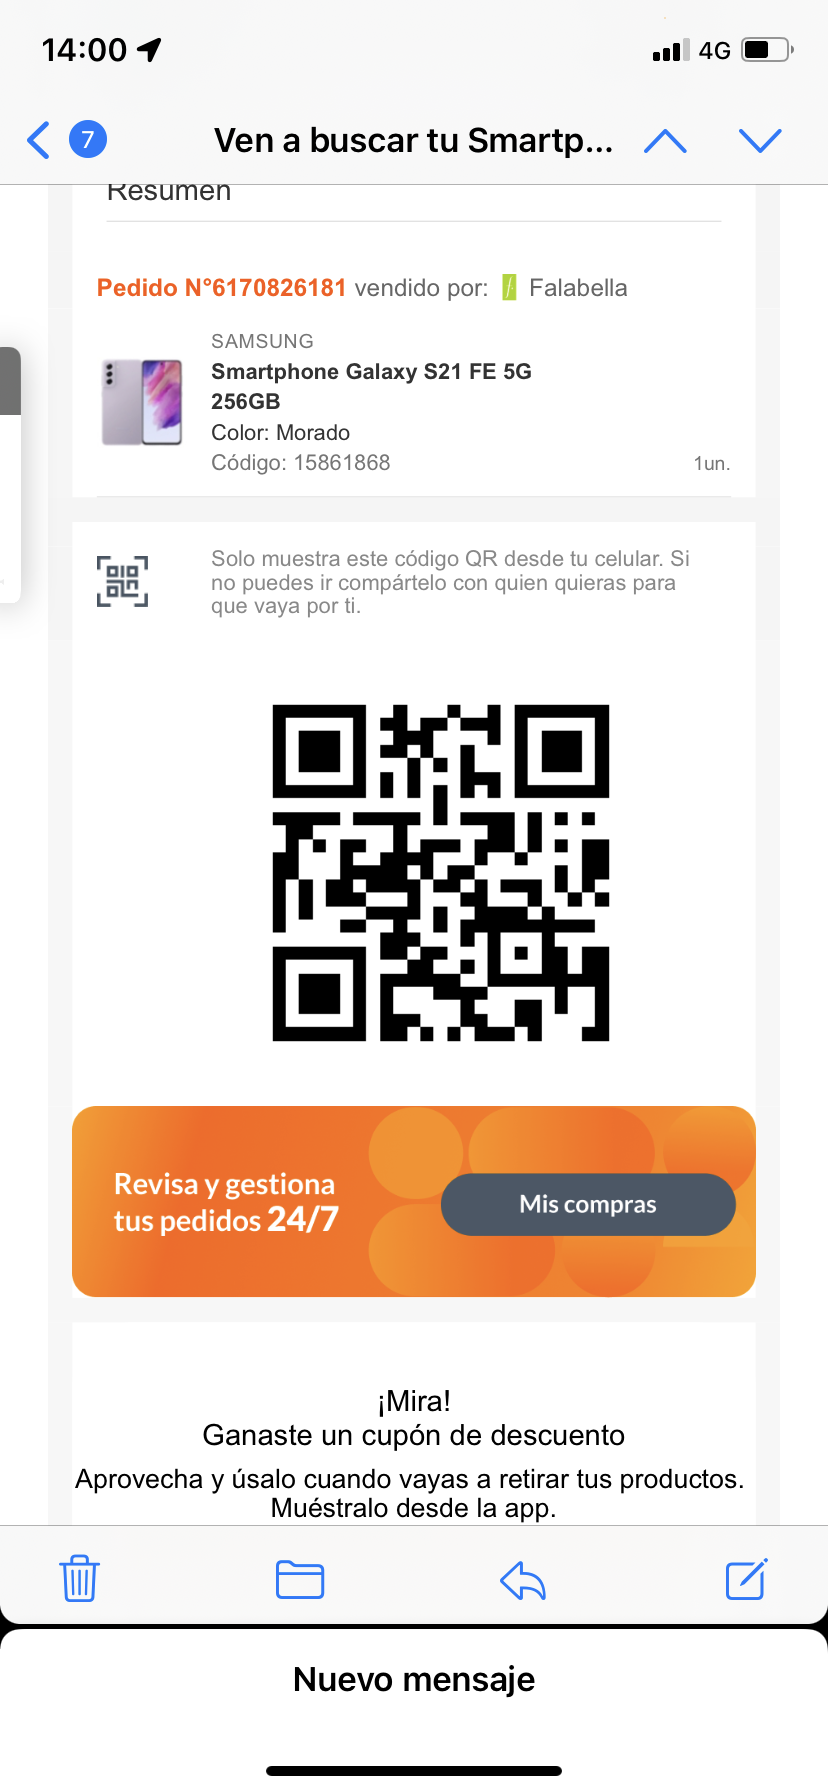 14:00
4G
7
Ven a buscar tu Smartp...
Resumen
Pedido N°6170826181 vendido por: Falabella
SAMSUNG
Smartphone Galaxy S21 FE 5G
256GB
Color: Morado
Código: 15861868
1un.
Solo muestra este código QR desde tu celular. Si
no puedes ir compártelo con quien quieras para
que vaya por ti.
Revisa y gestiona
tus pedidos 24/7
Mis compras
¡Mira!
Ganaste un cupón de descuento
Aprovecha y úsalo cuando vayas a retirar tus productos.
Muéstralo desde la app.
Nuevo mensaje